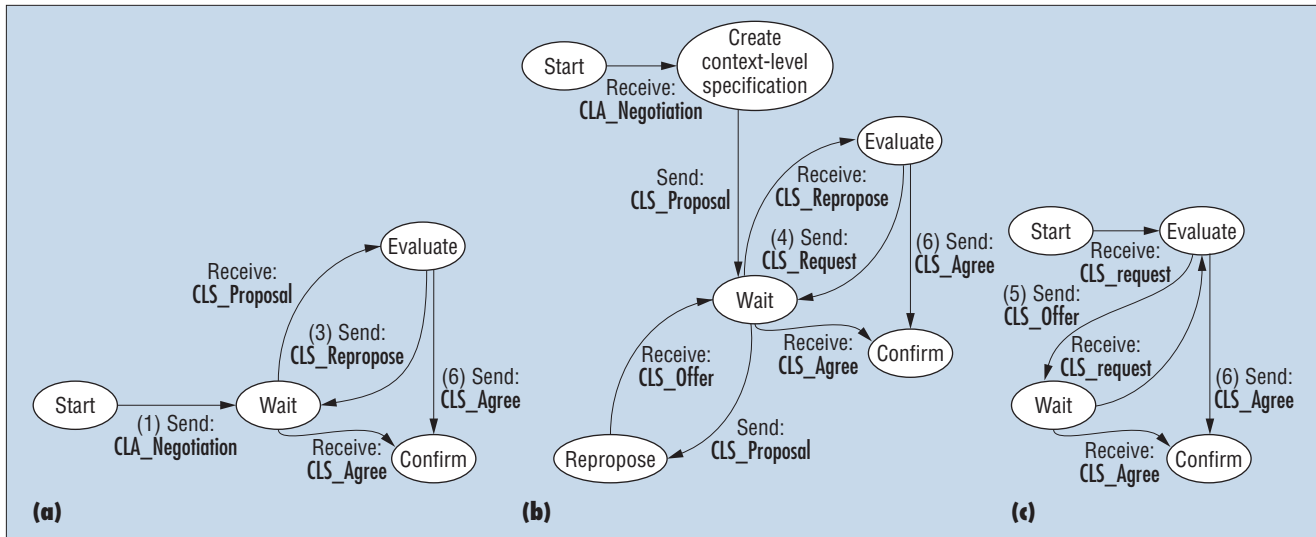 Start
(1) Send:
CLA_Negotiation
Wait
Receive:
CLS_Proposal
Evaluate
(3) Send:
CLS_Repropose
(6) Send:
CLS_Agree
Receive:
CLS_Agree
Confirm
(a)
Start
Receive:
CLA_Negotiation
Create
context-level
specification
Send:
CLS_Proposal
Evaluate
Receive:
CLS_Repropose
(4) Send:
CLS_Request
(6) Send:
CLS_Agree
Wait
Receive:
CLS_Agree
Confirm
Receive:
CLS_Offer
Send:
CLS_Proposal
Repropose
(b)
Start
Receive:
CLS_request
Evaluate
(5) Send:
CLS_Offer
Receive:
CLS_request
(6) Send:
CLS_Agree
Wait
Receive:
CLS_Agree
Confirm
(c)